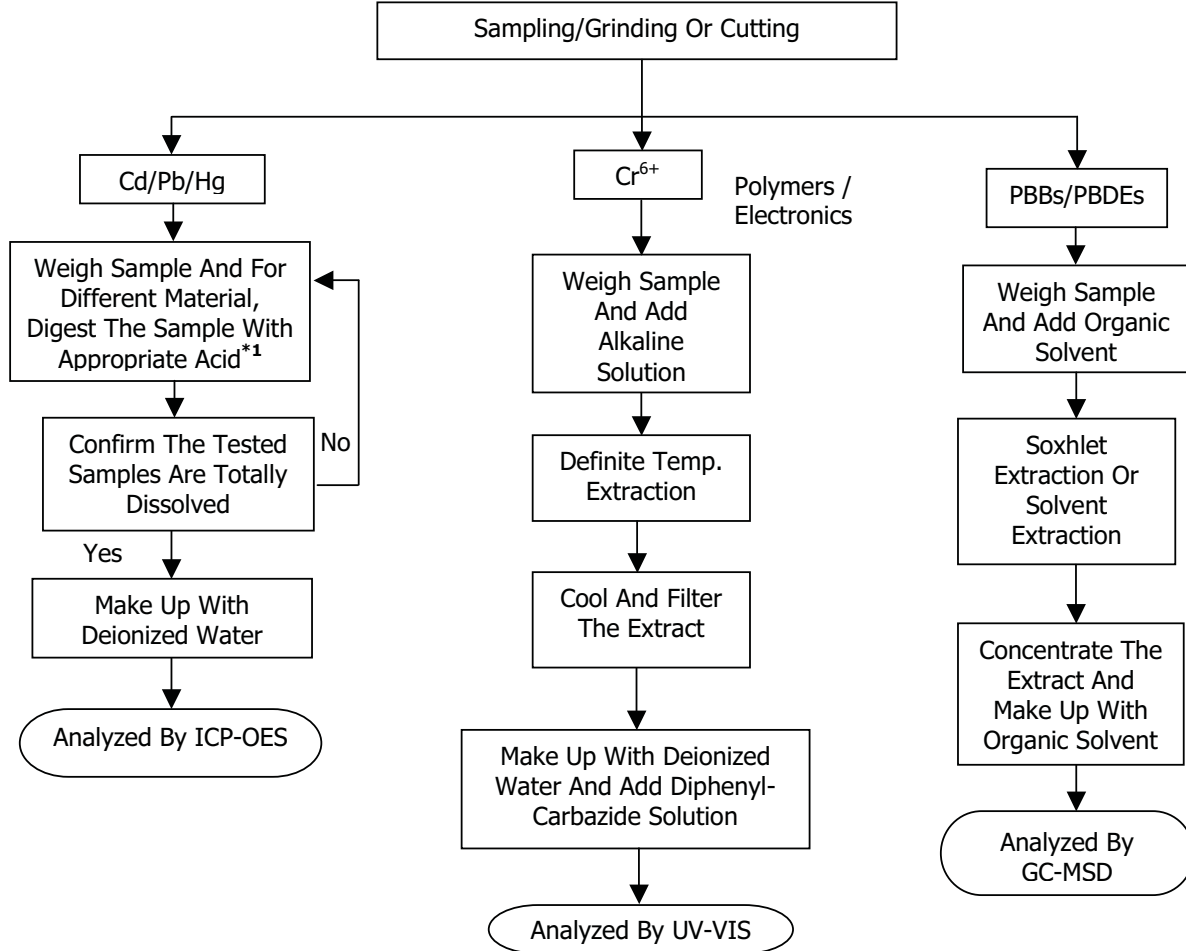 Sampling/Grinding Or Cutting
Cd/Pb/Hg
Weigh Sample And For
Different Material,
Digest The Sample With
Appropriate Acid*1
Confirm The Tested
Samples Are Totally
Dissolved
No
Yes
Make Up With
Deionized Water
Analyzed By ICP-OES
Cr6+
Polymers /
Electronics
Weigh Sample
And Add
Alkaline
Solution
Definite Temp.
Extraction
Cool And Filter
The Extract
Make Up With Deionized
Water And Add Diphenyl-
Carbazide Solution
Analyzed By UV-VIS
PBBs/PBDEs
Weigh Sample
And Add Organic
Solvent
Soxhlet
Extraction Or
Solvent
Extraction
Concentrate The
Extract And
Make Up With
Organic Solvent
Analyzed By
GC-MSD